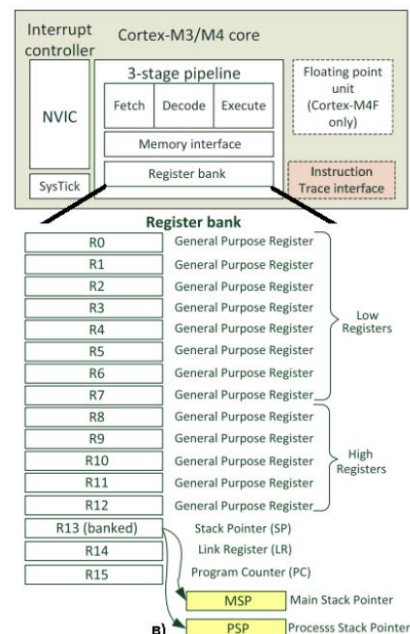 Interrupt
controller
Cortex-M3/M4 core
NVIC
SysTick
3-stage pipeline
Fetch
Decode
Execute
Memory interface
Register bank
Floating point
unit
(Cortex-M4F
only)
Instruction
Trace interface
Register bank
R0 General Purpose Register
R1 General Purpose Register
R2 General Purpose Register
R3 General Purpose Register
R4 General Purpose Register
R5 General Purpose Register
R6 General Purpose Register
R7 General Purpose Register
Low
Registers
R8 General Purpose Register
R9 General Purpose Register
R10 General Purpose Register
R11 General Purpose Register
R12 General Purpose Register
High
Registers
R13 (banked) Stack Pointer (SP)
R14 Link Register (LR)
R15 Program Counter (PC)
MSP Main Stack Pointer
B) PSP Processs Stack Pointer